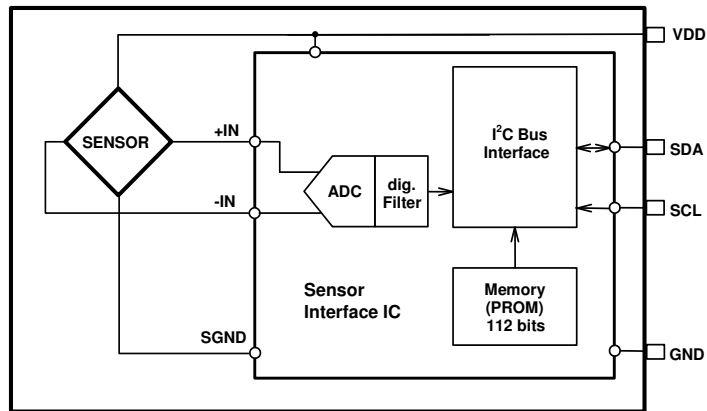 VDD
SENSOR
+IN
-IN
ADC
dig.
Filter
I²C Bus
Interface
SDA
SCL
Sensor
Interface IC
Memory
(PROM)
112 bits
SGND
GND